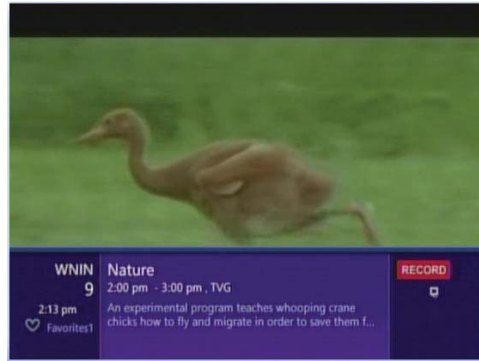 WNIN
9
2:13 pm
Favorites1
Nature
2:00 pm - 3:00 pm , TVG
An experimental program teaches whooping crane
chicks how to fly and migrate in order to save them f...
RECORD